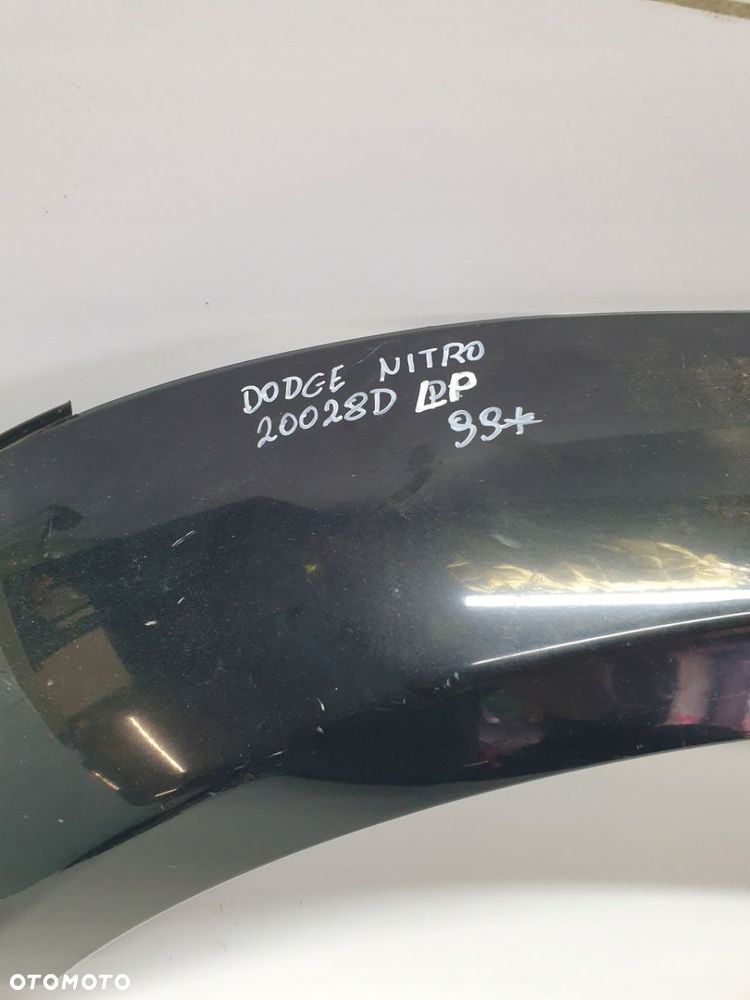 DODGE NITRO
20028D LP
99*
OTOMOTO